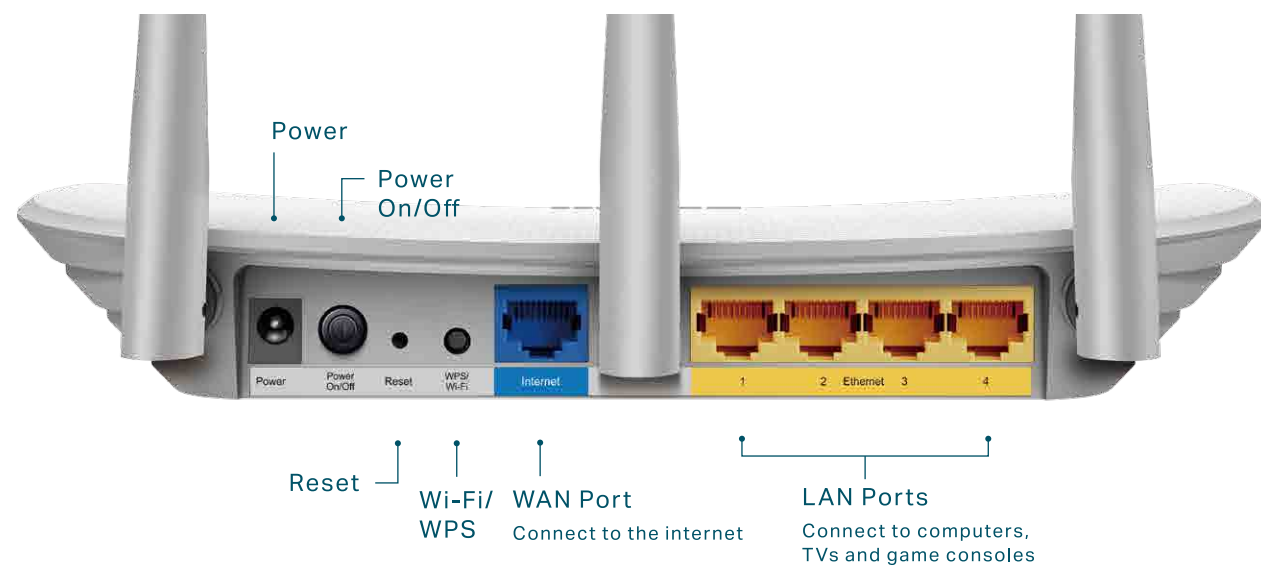 Power
Power
On/Off
Power
Power
On/Off
Reset
WPS/
Wi-Fi
Internet
1
2
Ethernet
3
4
Reset
Wi-Fi/
WPS
WAN Port
Connect to the internet
LAN Ports
Connect to computers,
TVs and game consoles